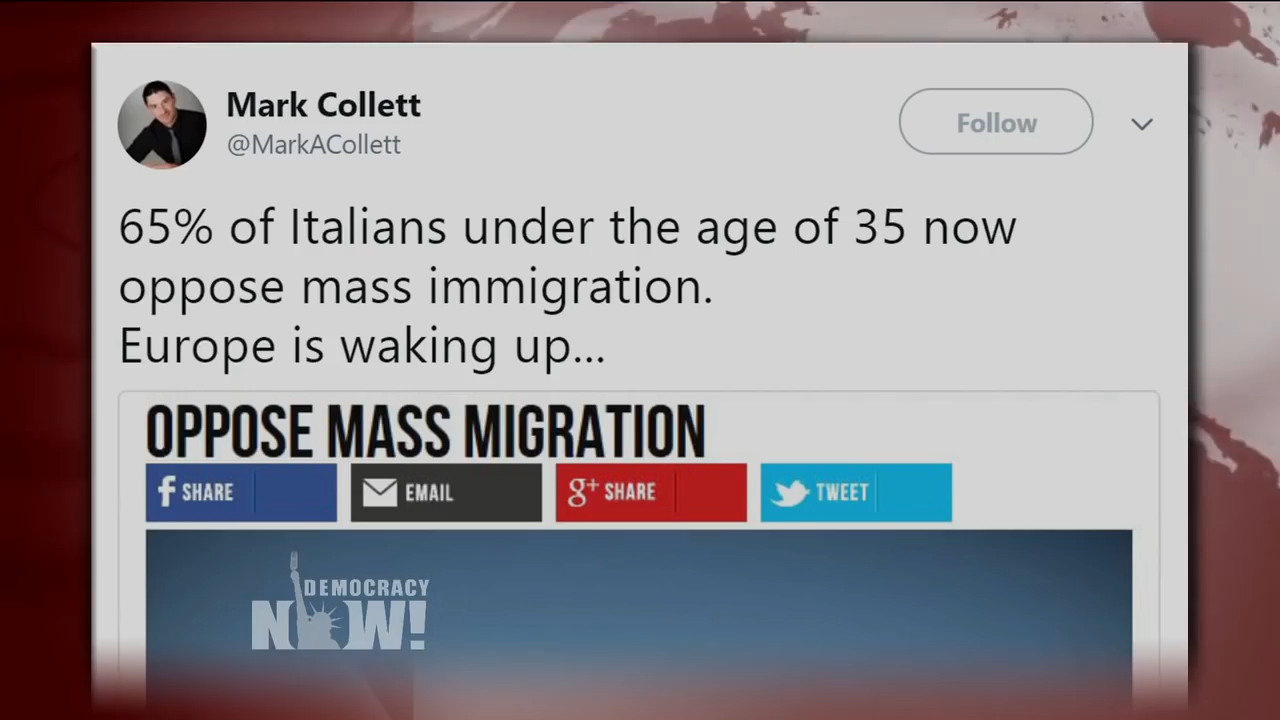 Mark Collett
@MarkACollett
Follow
65% of Italians under the age of 35 now
oppose mass immigration.
Europe is waking up...
OPPOSE MASS MIGRATION
f SHARE
EMAIL
g+ SHARE
TWEET
DEMOCRACY
NOW!